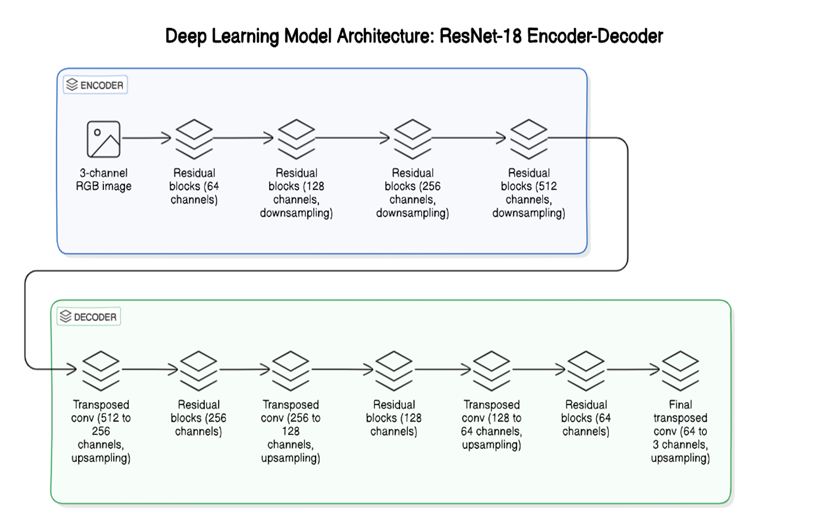 Deep Learning Model Architecture: ResNet-18 Encoder-Decoder
ENCODER
3-channel
RGB image
Residual
blocks (64
channels)
Residual
blocks (128
channels,
downsampling)
Residual
blocks (256
channels,
downsampling)
Residual
blocks (512
channels,
downsampling)
DECODER
Transposed
conv (512 to
256
channels,
upsampling)
Residual
blocks (256
channels)
Transposed
conv (256 to
128
channels,
upsampling)
Residual
blocks (128
channels)
Transposed
conv (128 to
64 channels,
upsampling)
Residual
blocks (64
channels)
Final
transposed
conv (64 to
3 channels,
upsampling)